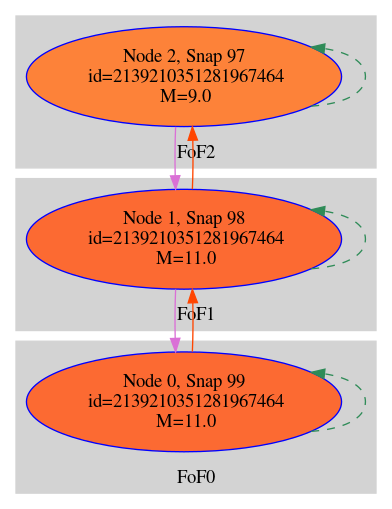 Node 2, Snap 97
id=2139210351281967464
M=9.0
FoF2
Node 1, Snap 98
id=2139210351281967464
M=11.0
FoF1
Node 0, Snap 99
id=2139210351281967464
M=11.0
FoF0